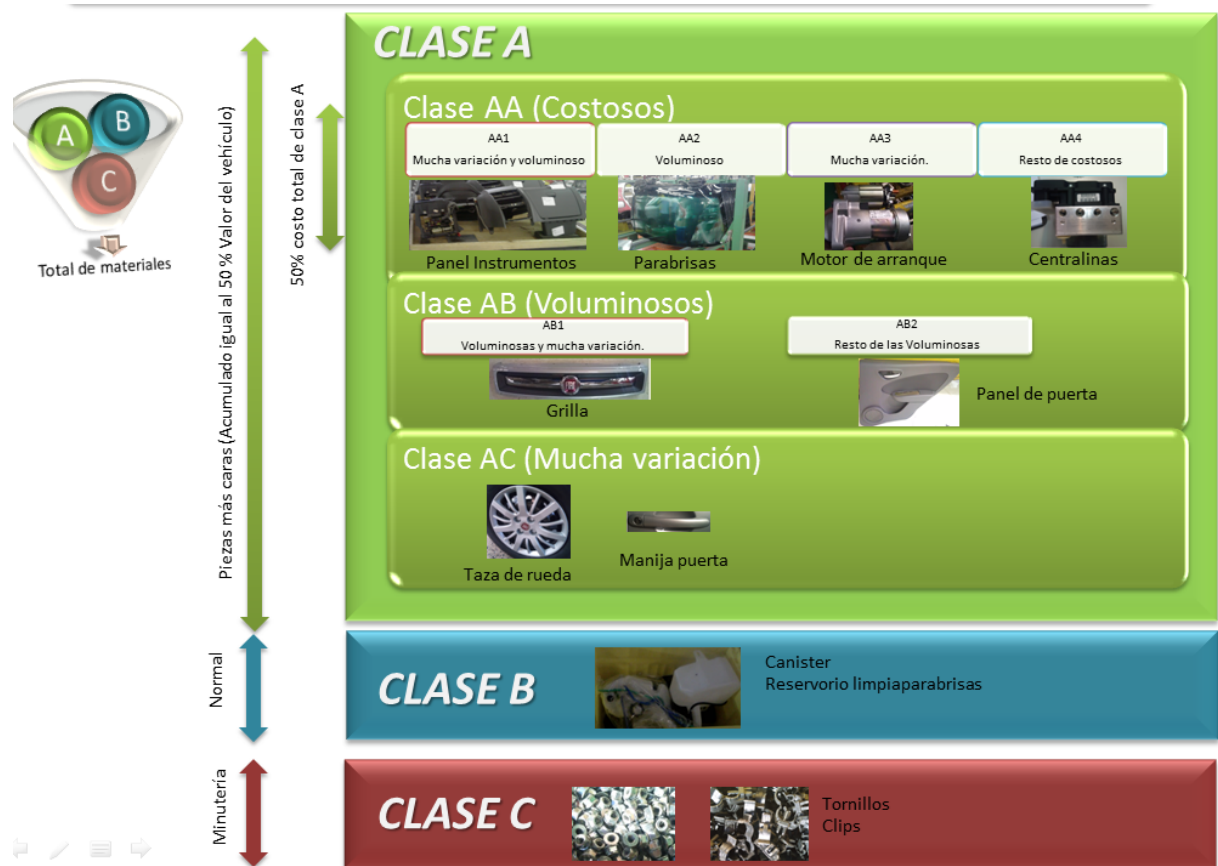 CLASE A
Clase AA (Costosos)
AA1
Mucha variación y voluminoso
AA2
Voluminoso
AA3
Mucha variación.
AA4
Resto de costosos
Panel Instrumentos
Parabrisas
Motor de arranque
Centralinas
Clase AB (Voluminosos)
AB1
Voluminosas y mucha variación.
AB2
Resto de las Voluminosas
Grilla
Panel de puerta
Clase AC (Mucha variación)
Taza de rueda
Manija puerta
A
B
C
Total de materiales
Piezas más caras (Acumulado igual al 50 % Valor del vehículo)
50% costo total de clase A
Normal
CLASE B
Canister
Reservorio limpiaparabrisas
Minutería
CLASE C
Tornillos
Clips